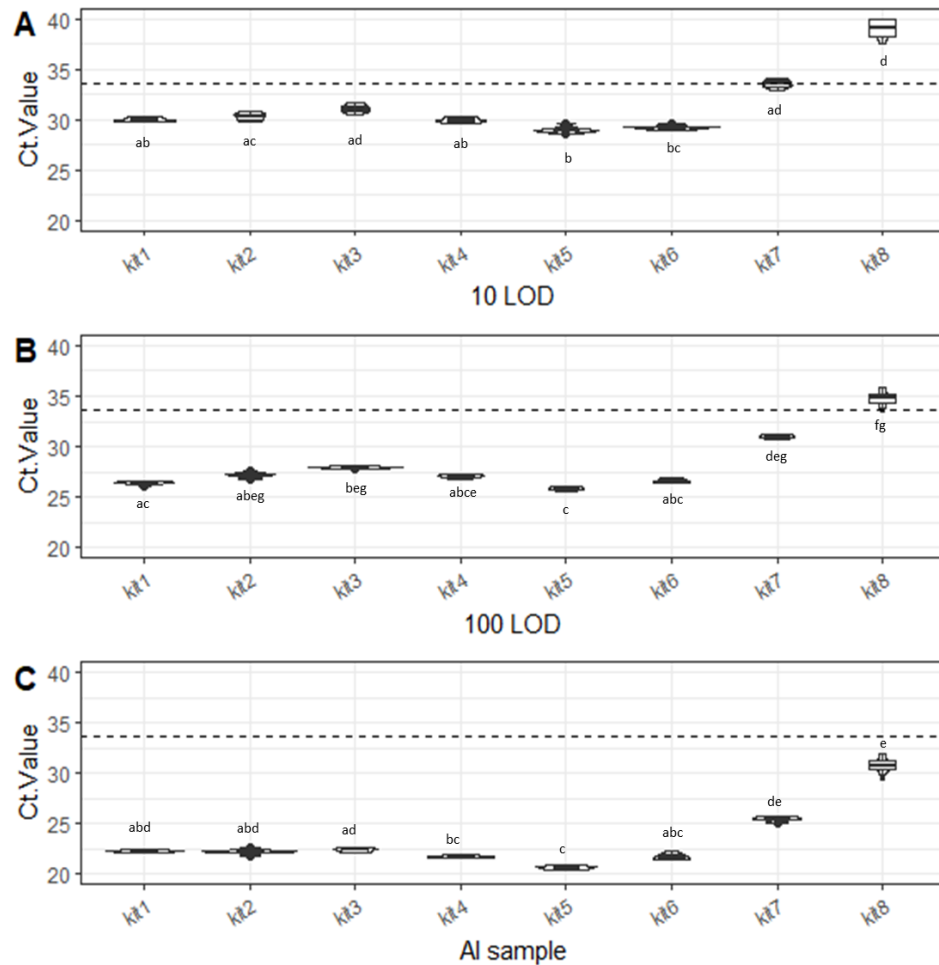 A
Ct.Value
40
35
30
25
20
ab
ac
ad
ab
b
bc
ad
d
kit1
kit2
kit3
kit4
kit5
kit6
kit7
kit8
10 LOD
B
Ct.Value
40
35
30
25
20
ac
abeg
beg
abce
c
abc
deg
fg
kit1
kit2
kit3
kit4
kit5
kit6
kit7
kit8
100 LOD
C
Ct.Value
40
35
30
25
20
abd
abd
ad
bc
c
abc
de
e
kit1
kit2
kit3
kit4
kit5
kit6
kit7
kit8
AI sample